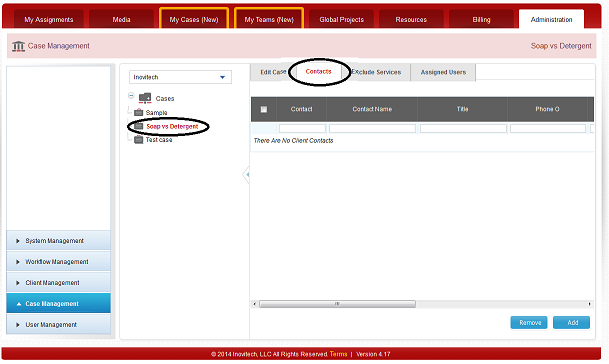 My Assignments Media My Cases (New) My Teams (New) Global Projects Resources Billing Administration
Case Management Soap vs Detergent
Inovitech
Edit Case Contacts Exclude Services Assigned Users
Cases
Sample
Soap vs Detergent
Test case
Contact Contact Name Title Phone O
There Are No Client Contacts
System Management
Workflow Management
Client Management
Case Management
User Management
Remove Add
© 2014 Inovitech, LLC All Rights Reserved. Terms | Version 4.17